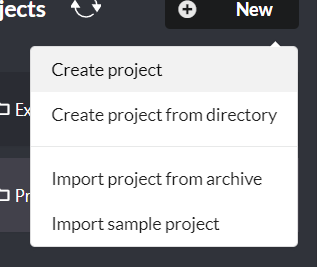 jects
New
Create project
Create project from directory
Ex
Import project from archive
Pr
Import sample project